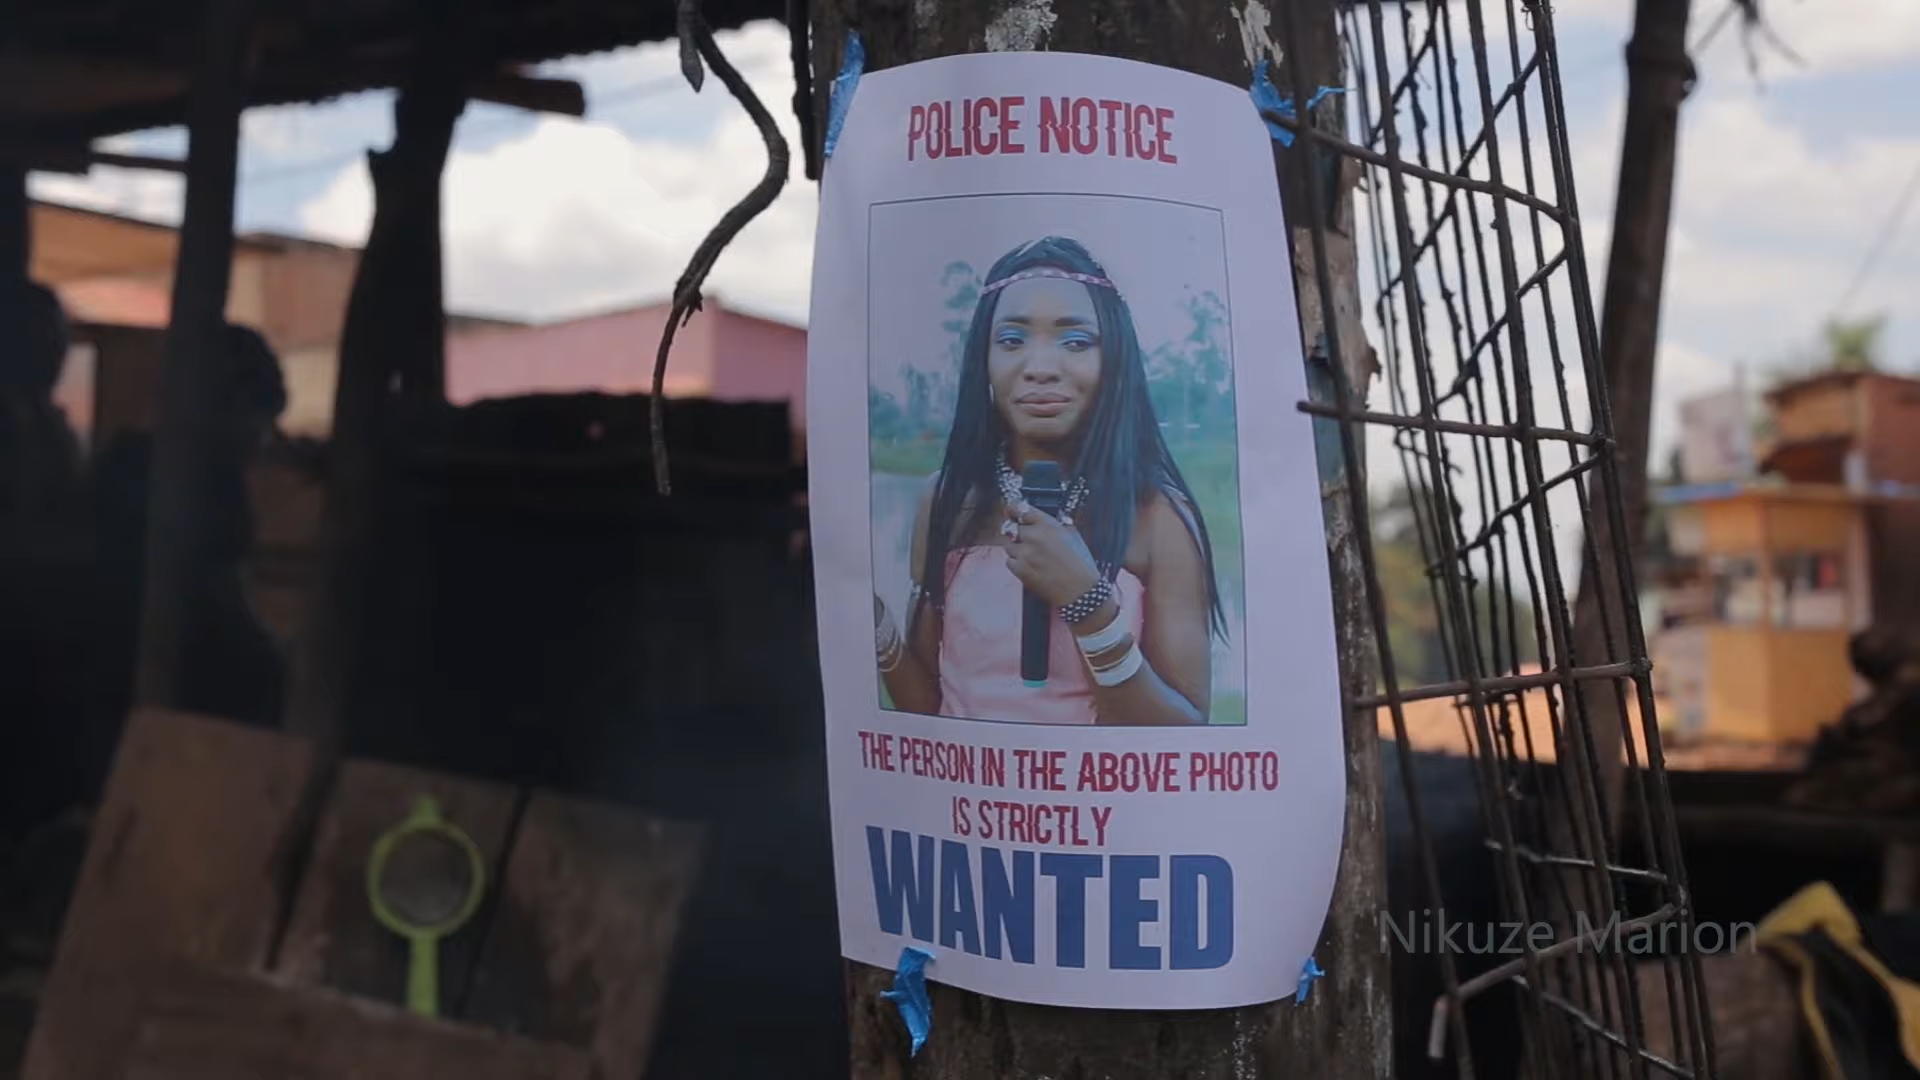 POLICE NOTICE
THE PERSON IN THE ABOVE PHOTO
IS STRICTLY
WANTED
Nikuze Marion